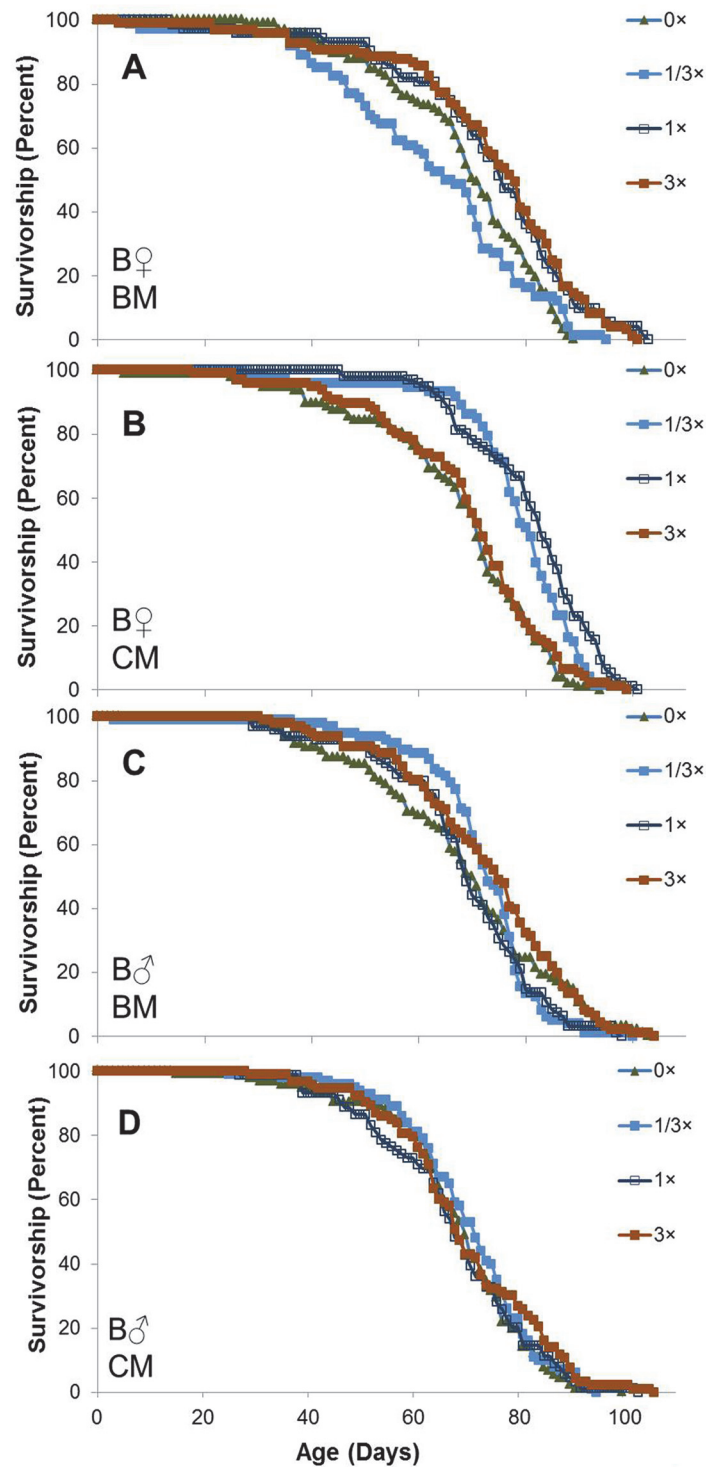 Survivorship (Percent)
100
80
60
40
20
0
A
B♀
BM
0×
1/3×
1×
3×
Survivorship (Percent)
100
80
60
40
20
0
B
B♀
CM
0×
1/3×
1×
3×
Survivorship (Percent)
100
80
60
40
20
0
C
B♂
BM
0×
1/3×
1×
3×
Survivorship (Percent)
100
80
60
40
20
0
D
B♂
CM
0×
1/3×
1×
3×
0 20 40 60 80 100
Age (Days)